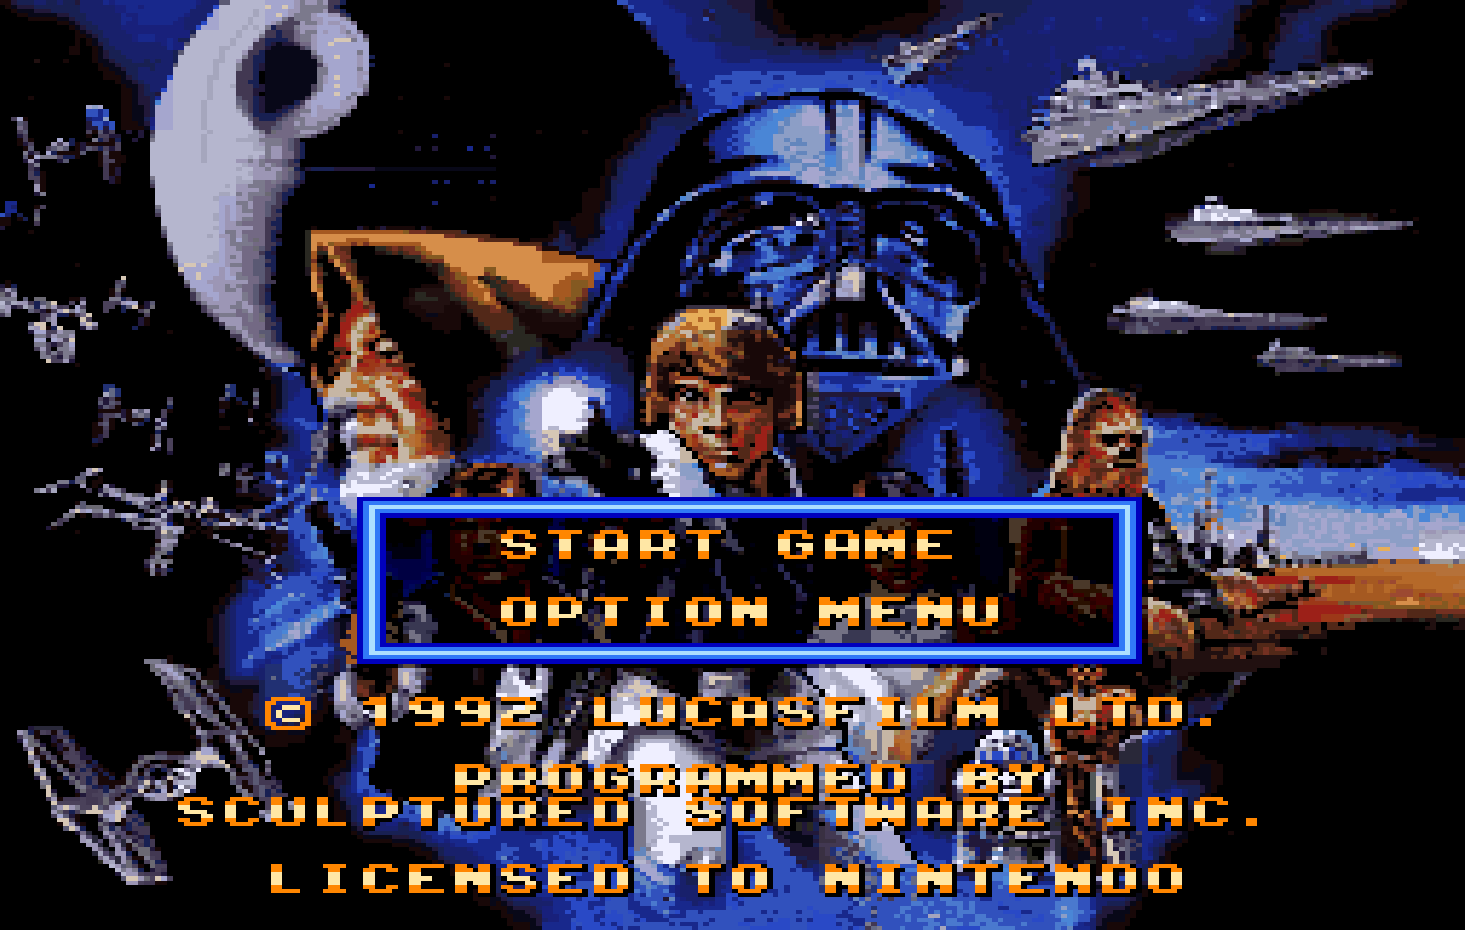 START GAME
OPTION MENU
© 1992 LUCASFILM LTD.
PROGRAMMED BY
SCULPTURED SOFTWARE INC.
LICENSED TO NINTENDO